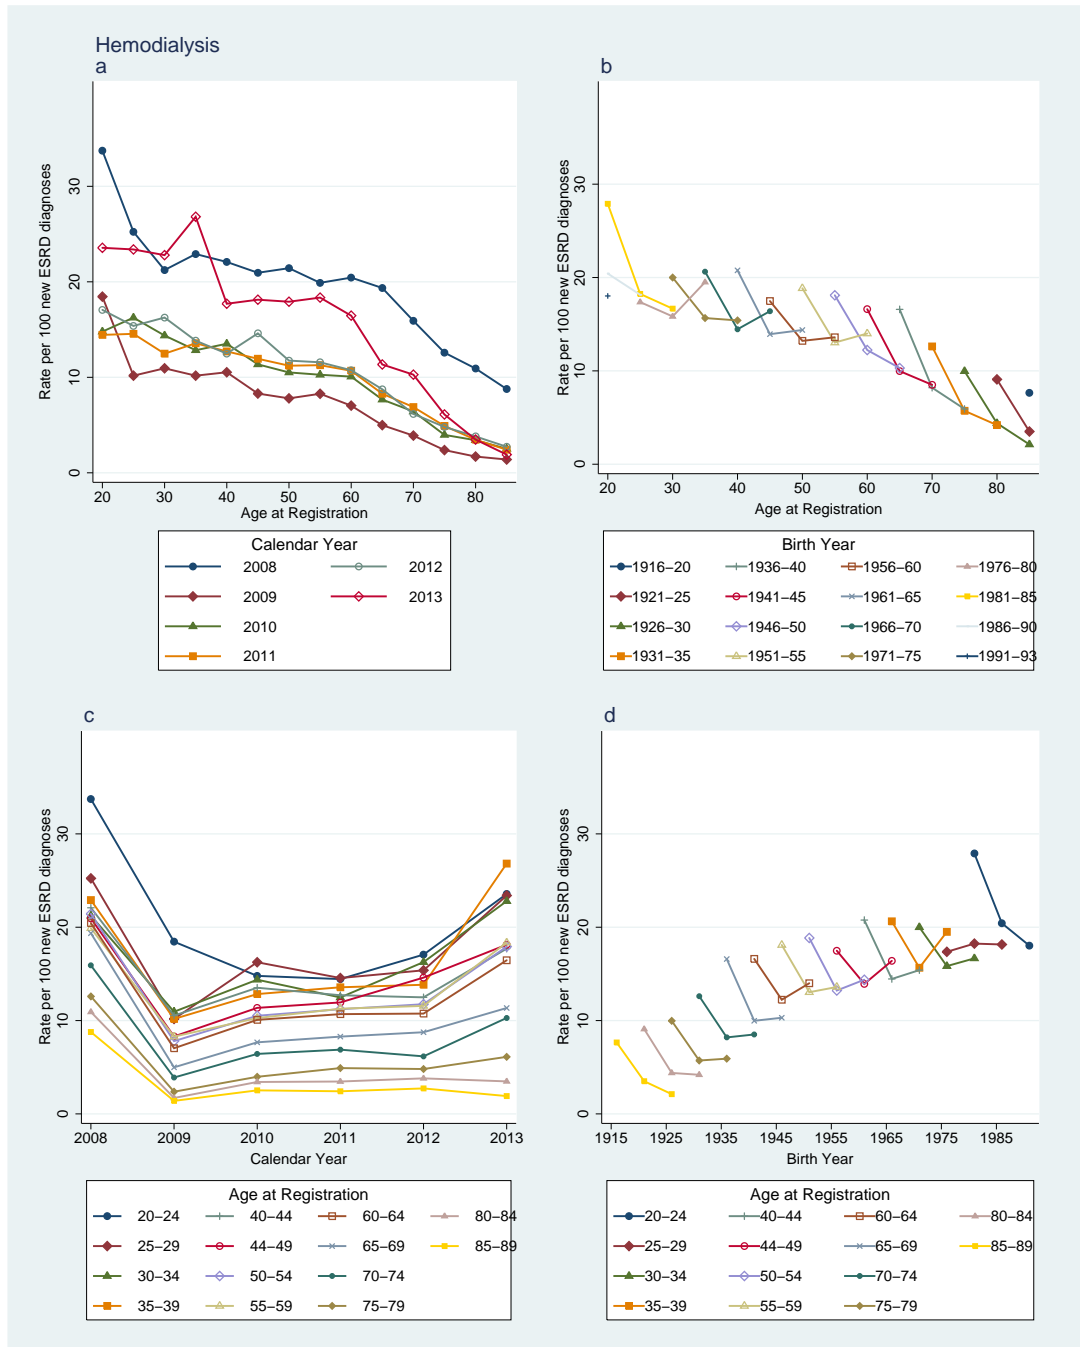 Hemodialysis
a
Rate per 100 new ESRD diagnoses
30
20
10
0
20 30 40 50 60 70 80
Age at Registration
Calendar Year
2008 2012
2009 2013
2010
2011
b
Rate per 100 new ESRD diagnoses
30
20
10
0
20 30 40 50 60 70 80
Age at Registration
Birth Year
1916–20 1936–40 1956–60 1976–80
1921–25 1941–45 1961–65 1981–85
1926–30 1946–50 1966–70 1986–90
1931–35 1951–55 1971–75 1991–93
c
Rate per 100 new ESRD diagnoses
30
20
10
0
2008 2009 2010 2011 2012 2013
Calendar Year
Age at Registration
20–24 40–44 60–64 80–84
25–29 44–49 65–69 85–89
30–34 50–54 70–74
35–39 55–59 75–79
d
Rate per 100 new ESRD diagnoses
30
20
10
0
1915 1925 1935 1945 1955 1965 1975 1985
Birth Year
Age at Registration
20–24 40–44 60–64 80–84
25–29 44–49 65–69 85–89
30–34 50–54 70–74
35–39 55–59 75–79